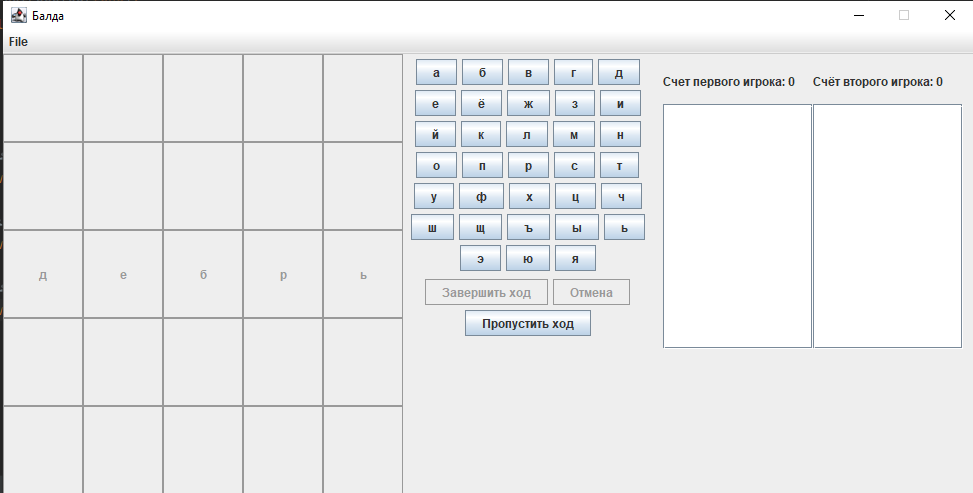 Балда
File
д е б р ь
а б в г д
е ё ж з и
й к л м н
о п р с т
у ф х ц ч
ш щ ъ ы ь
э ю я
Завершить ход Отмена
Пропустить ход
Счет первого игрока: 0 Счёт второго игрока: 0